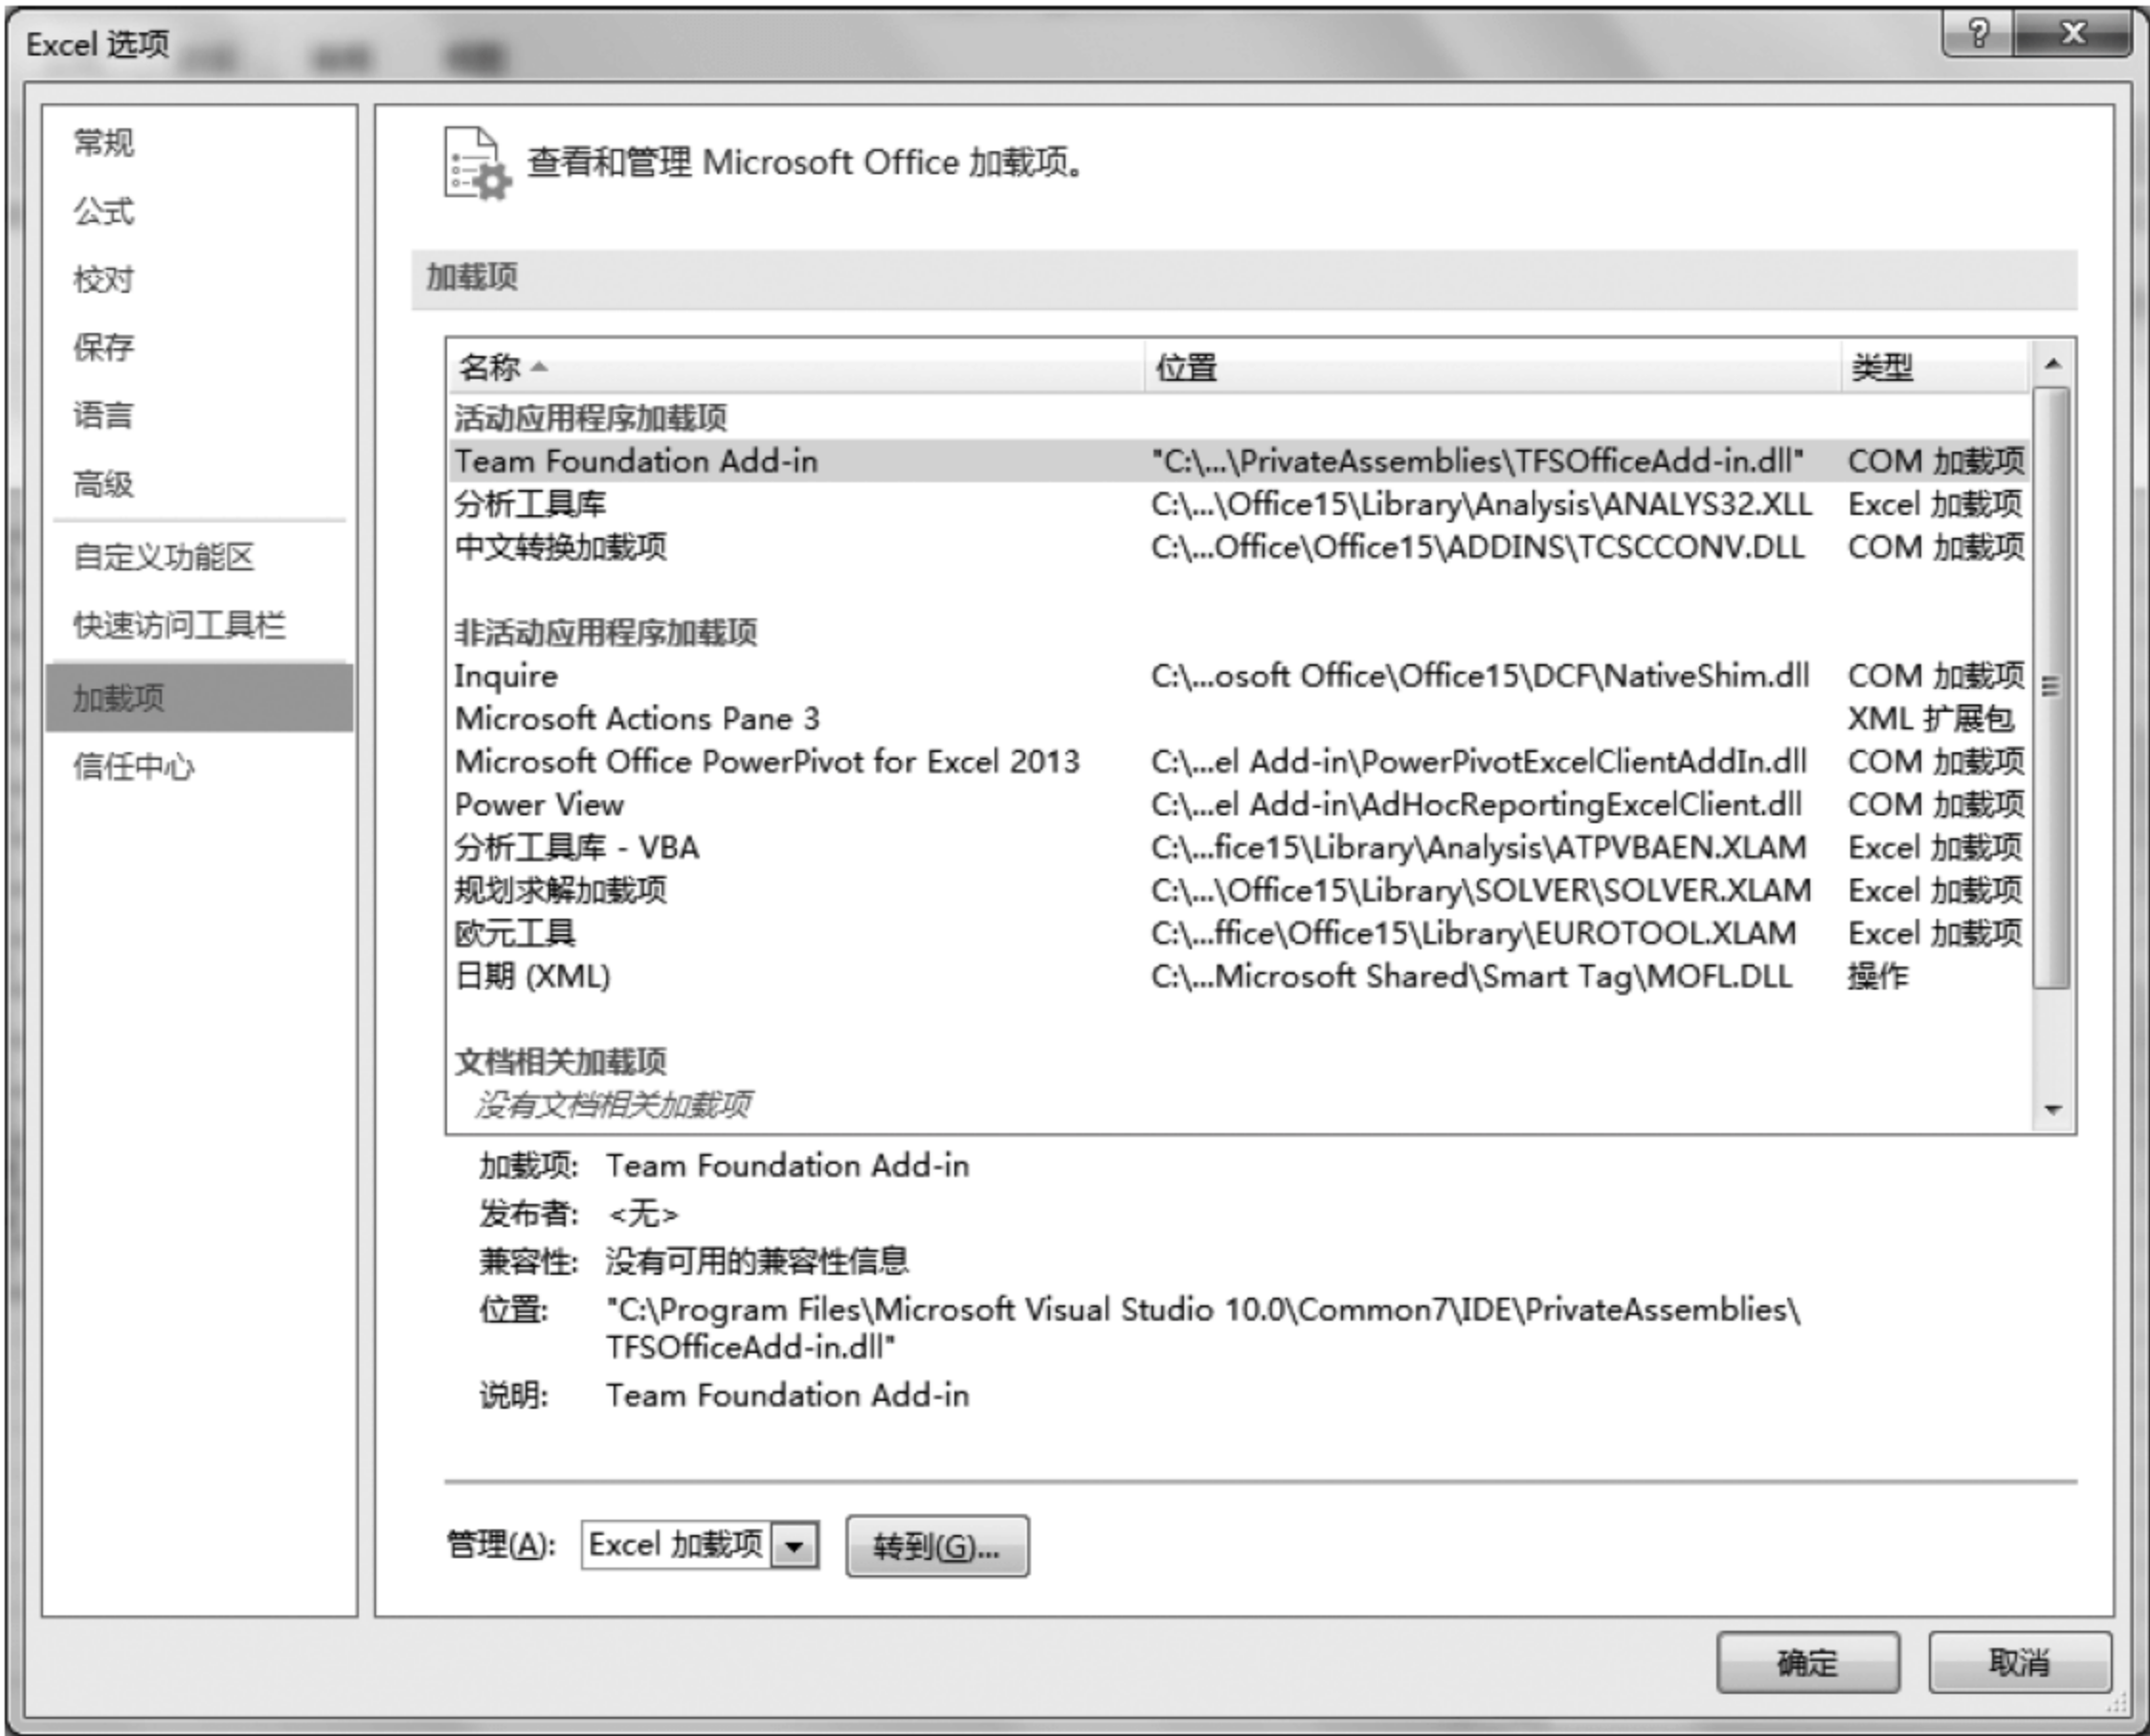 Excel 选项
常规
公式
校对
保存
语言
高级
自定义功能区
快速访问工具栏
加载项
信任中心
查看和管理 Microsoft Office 加载项。
加载项
名称 位置 类型
活动应用程序加载项
Team Foundation Add-in "C:\...\PrivateAssemblies\TFSOfficeAdd-in.dll" COM 加载项
分析工具库 C:\...\Office15\Library\Analysis\ANALYS32.XLL Excel 加载项
中文转换加载项 C:\...Office\Office15\ADDINS\TCSCCONV.DLL COM 加载项
非活动应用程序加载项
Inquire C:\...osoft Office\Office15\DCF\NativeShim.dll COM 加载项
Microsoft Actions Pane 3 XML 扩展包
Microsoft Office PowerPivot for Excel 2013 C:\...el Add-in\PowerPivotExcelClientAddIn.dll COM 加载项
Power View C:\...el Add-in\AdHocReportingExcelClient.dll COM 加载项
分析工具库 - VBA C:\...fice15\Library\Analysis\ATPVBAEN.XLAM Excel 加载项
规划求解加载项 C:\...\Office15\Library\SOLVER\SOLVER.XLAM Excel 加载项
欧元工具 C:\...ffice\Office15\Library\EUROTOOL.XLAM Excel 加载项
日期 (XML) C:\...Microsoft Shared\Smart Tag\MOFL.DLL 操作
文档相关加载项
没有文档相关加载项
加载项: Team Foundation Add-in
发布者: <无>
兼容性: 没有可用的兼容性信息
位置: "C:\Program Files\Microsoft Visual Studio 10.0\Common7\IDE\PrivateAssemblies\
TFSOfficeAdd-in.dll"
说明: Team Foundation Add-in
管理(A): Excel 加载项 转到(G)...
确定 取消